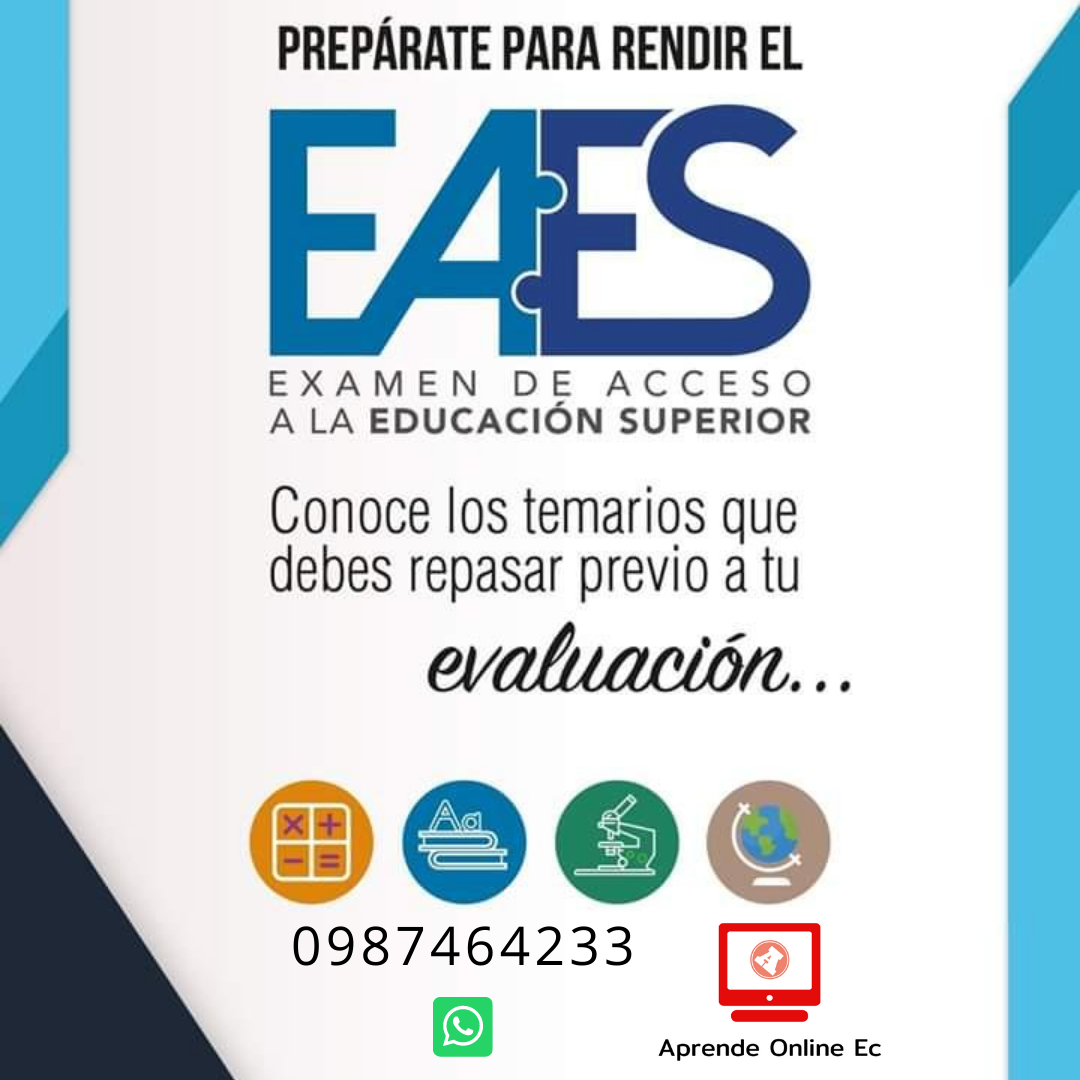 PREPÁRATE PARA RENDIR EL
EAES
EXAMEN DE ACCESO
A LA EDUCACIÓN SUPERIOR
Conoce los temarios que
debes repasar previo a tu
evaluación...
Aa
0987464233
Aprende Online Ec